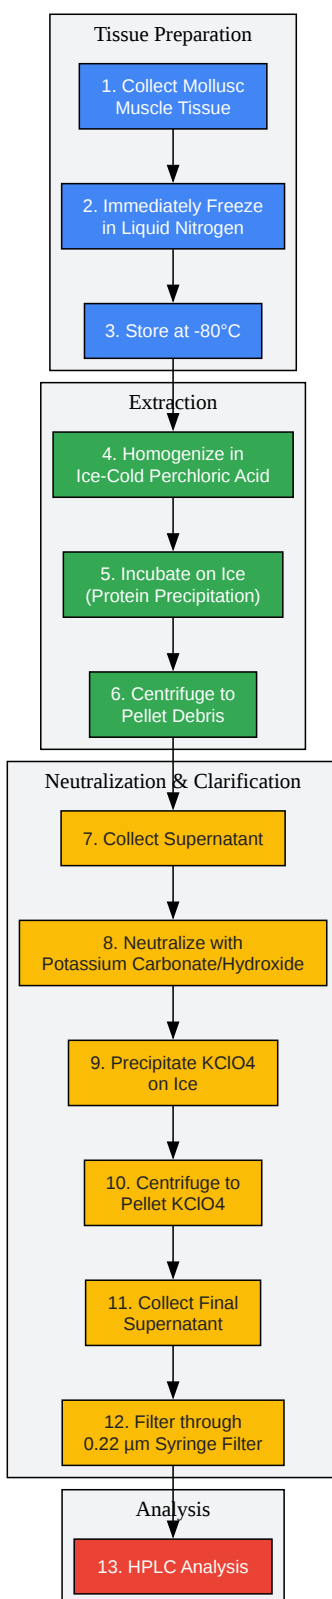 Tissue Preparation
1. Collect Mollusc
Muscle Tissue
2. Immediately Freeze
in Liquid Nitrogen
3. Store at -80°C
Extraction
4. Homogenize in
Ice-Cold Perchloric Acid
5. Incubate on Ice
(Protein Precipitation)
6. Centrifuge to
Pellet Debris
Neutralization & Clarification
7. Collect Supernatant
8. Neutralize with
Potassium Carbonate/Hydroxide
9. Precipitate KClO4
on Ice
10. Centrifuge to
Pellet KClO4
11. Collect Final
Supernatant
12. Filter through
0.22 µm Syringe Filter
Analysis
13. HPLC Analysis